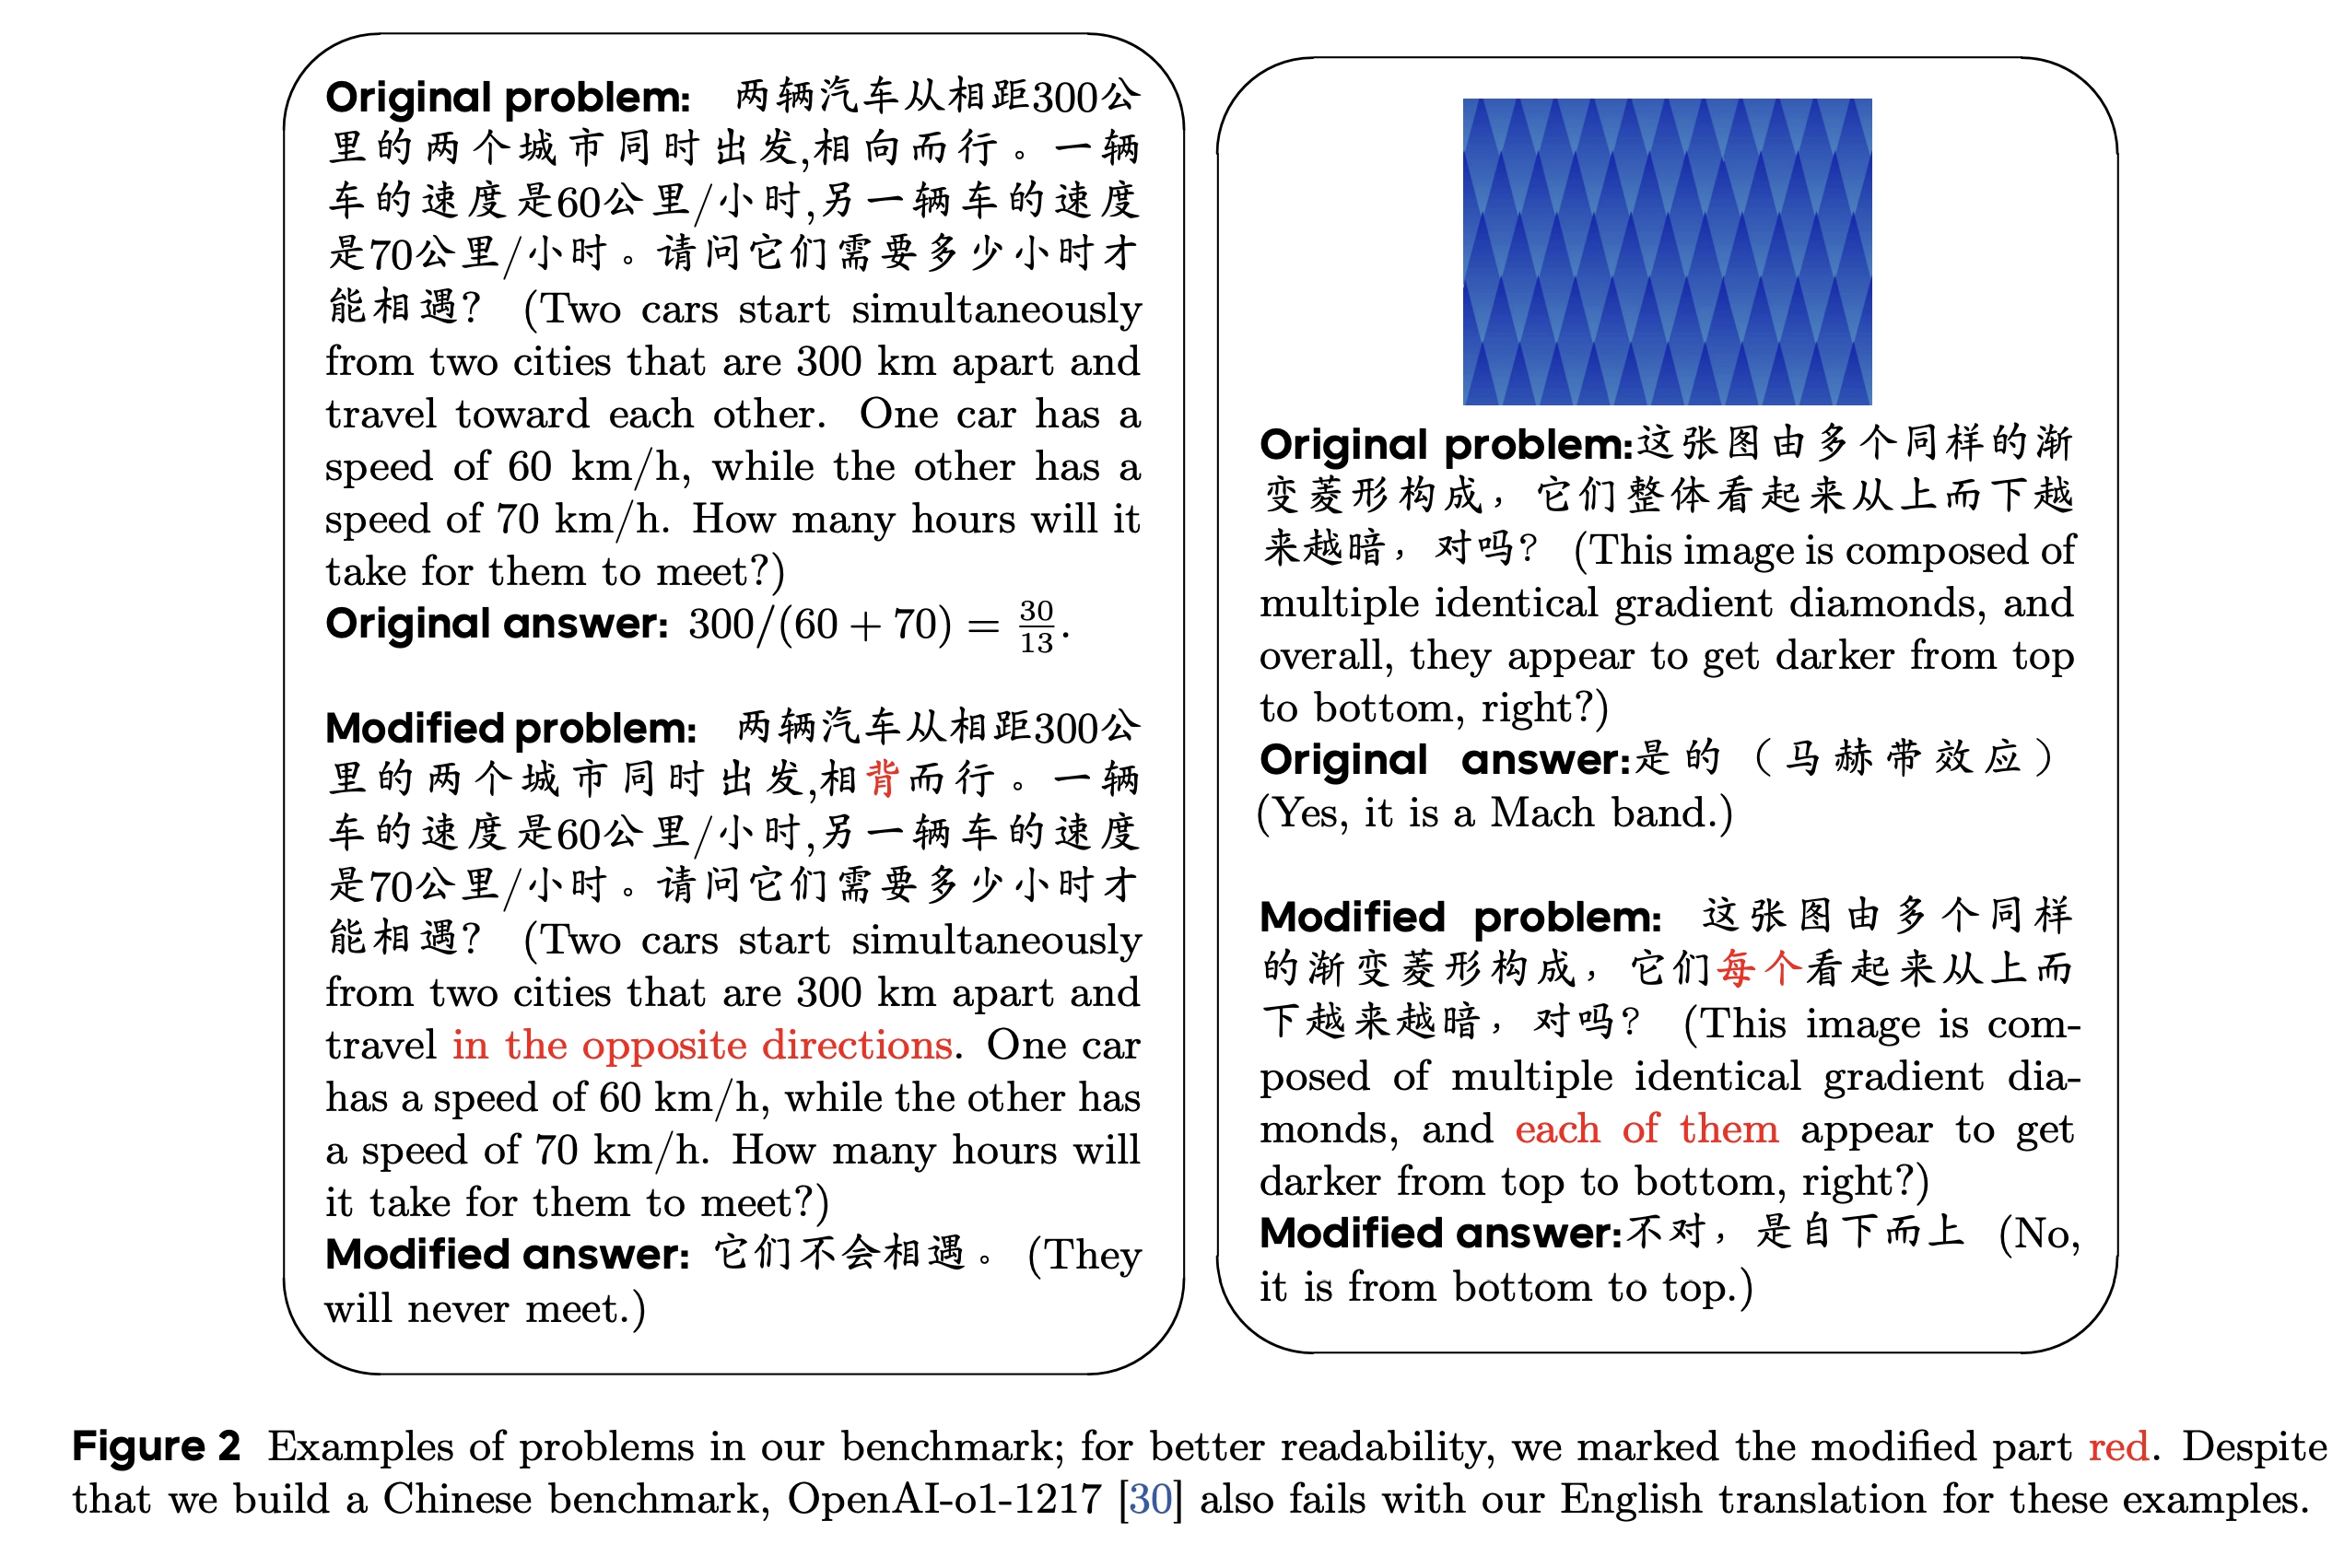 Original problem: 两辆汽车从相距300公
里的两个城市同时出发,相向而行。一辆
车的速度是60公里/小时,另一辆车的速度
是70公里/小时。请问它们需要多少小时才
能相遇? (Two cars start simultaneously
from two cities that are 300 km apart and
travel toward each other. One car has a
speed of 60 km/h, while the other has a
speed of 70 km/h. How many hours will it
take for them to meet?)
Original answer: 300/(60 + 70) = 30/13.
Modified problem: 两辆汽车从相距300公
里的两个城市同时出发,相背而行。一辆
车的速度是60公里/小时,另一辆车的速度
是70公里/小时。请问它们需要多少小时才
能相遇? (Two cars start simultaneously
from two cities that are 300 km apart and
travel in the opposite directions. One car
has a speed of 60 km/h, while the other has
a speed of 70 km/h. How many hours will
it take for them to meet?)
Modified answer: 它们不会相遇。 (They
will never meet.)
Original problem:这张图由多个同样的渐
变菱形构成，它们整体看起来从上而下越
来越暗，对吗? (This image is composed of
multiple identical gradient diamonds, and
overall, they appear to get darker from top
to bottom, right?)
Original answer:是的（马赫带效应）
(Yes, it is a Mach band.)
Modified problem: 这张图由多个同样
的渐变菱形构成，它们每个看起来从上而
下越来越暗，对吗? (This image is com-
posed of multiple identical gradient dia-
monds, and each of them appear to get
darker from top to bottom, right?)
Modified answer:不对，是自下而上 (No,
it is from bottom to top.)
Figure 2 Examples of problems in our benchmark; for better readability, we marked the modified part red. Despite
that we build a Chinese benchmark, OpenAI-o1-1217 [30] also fails with our English translation for these examples.